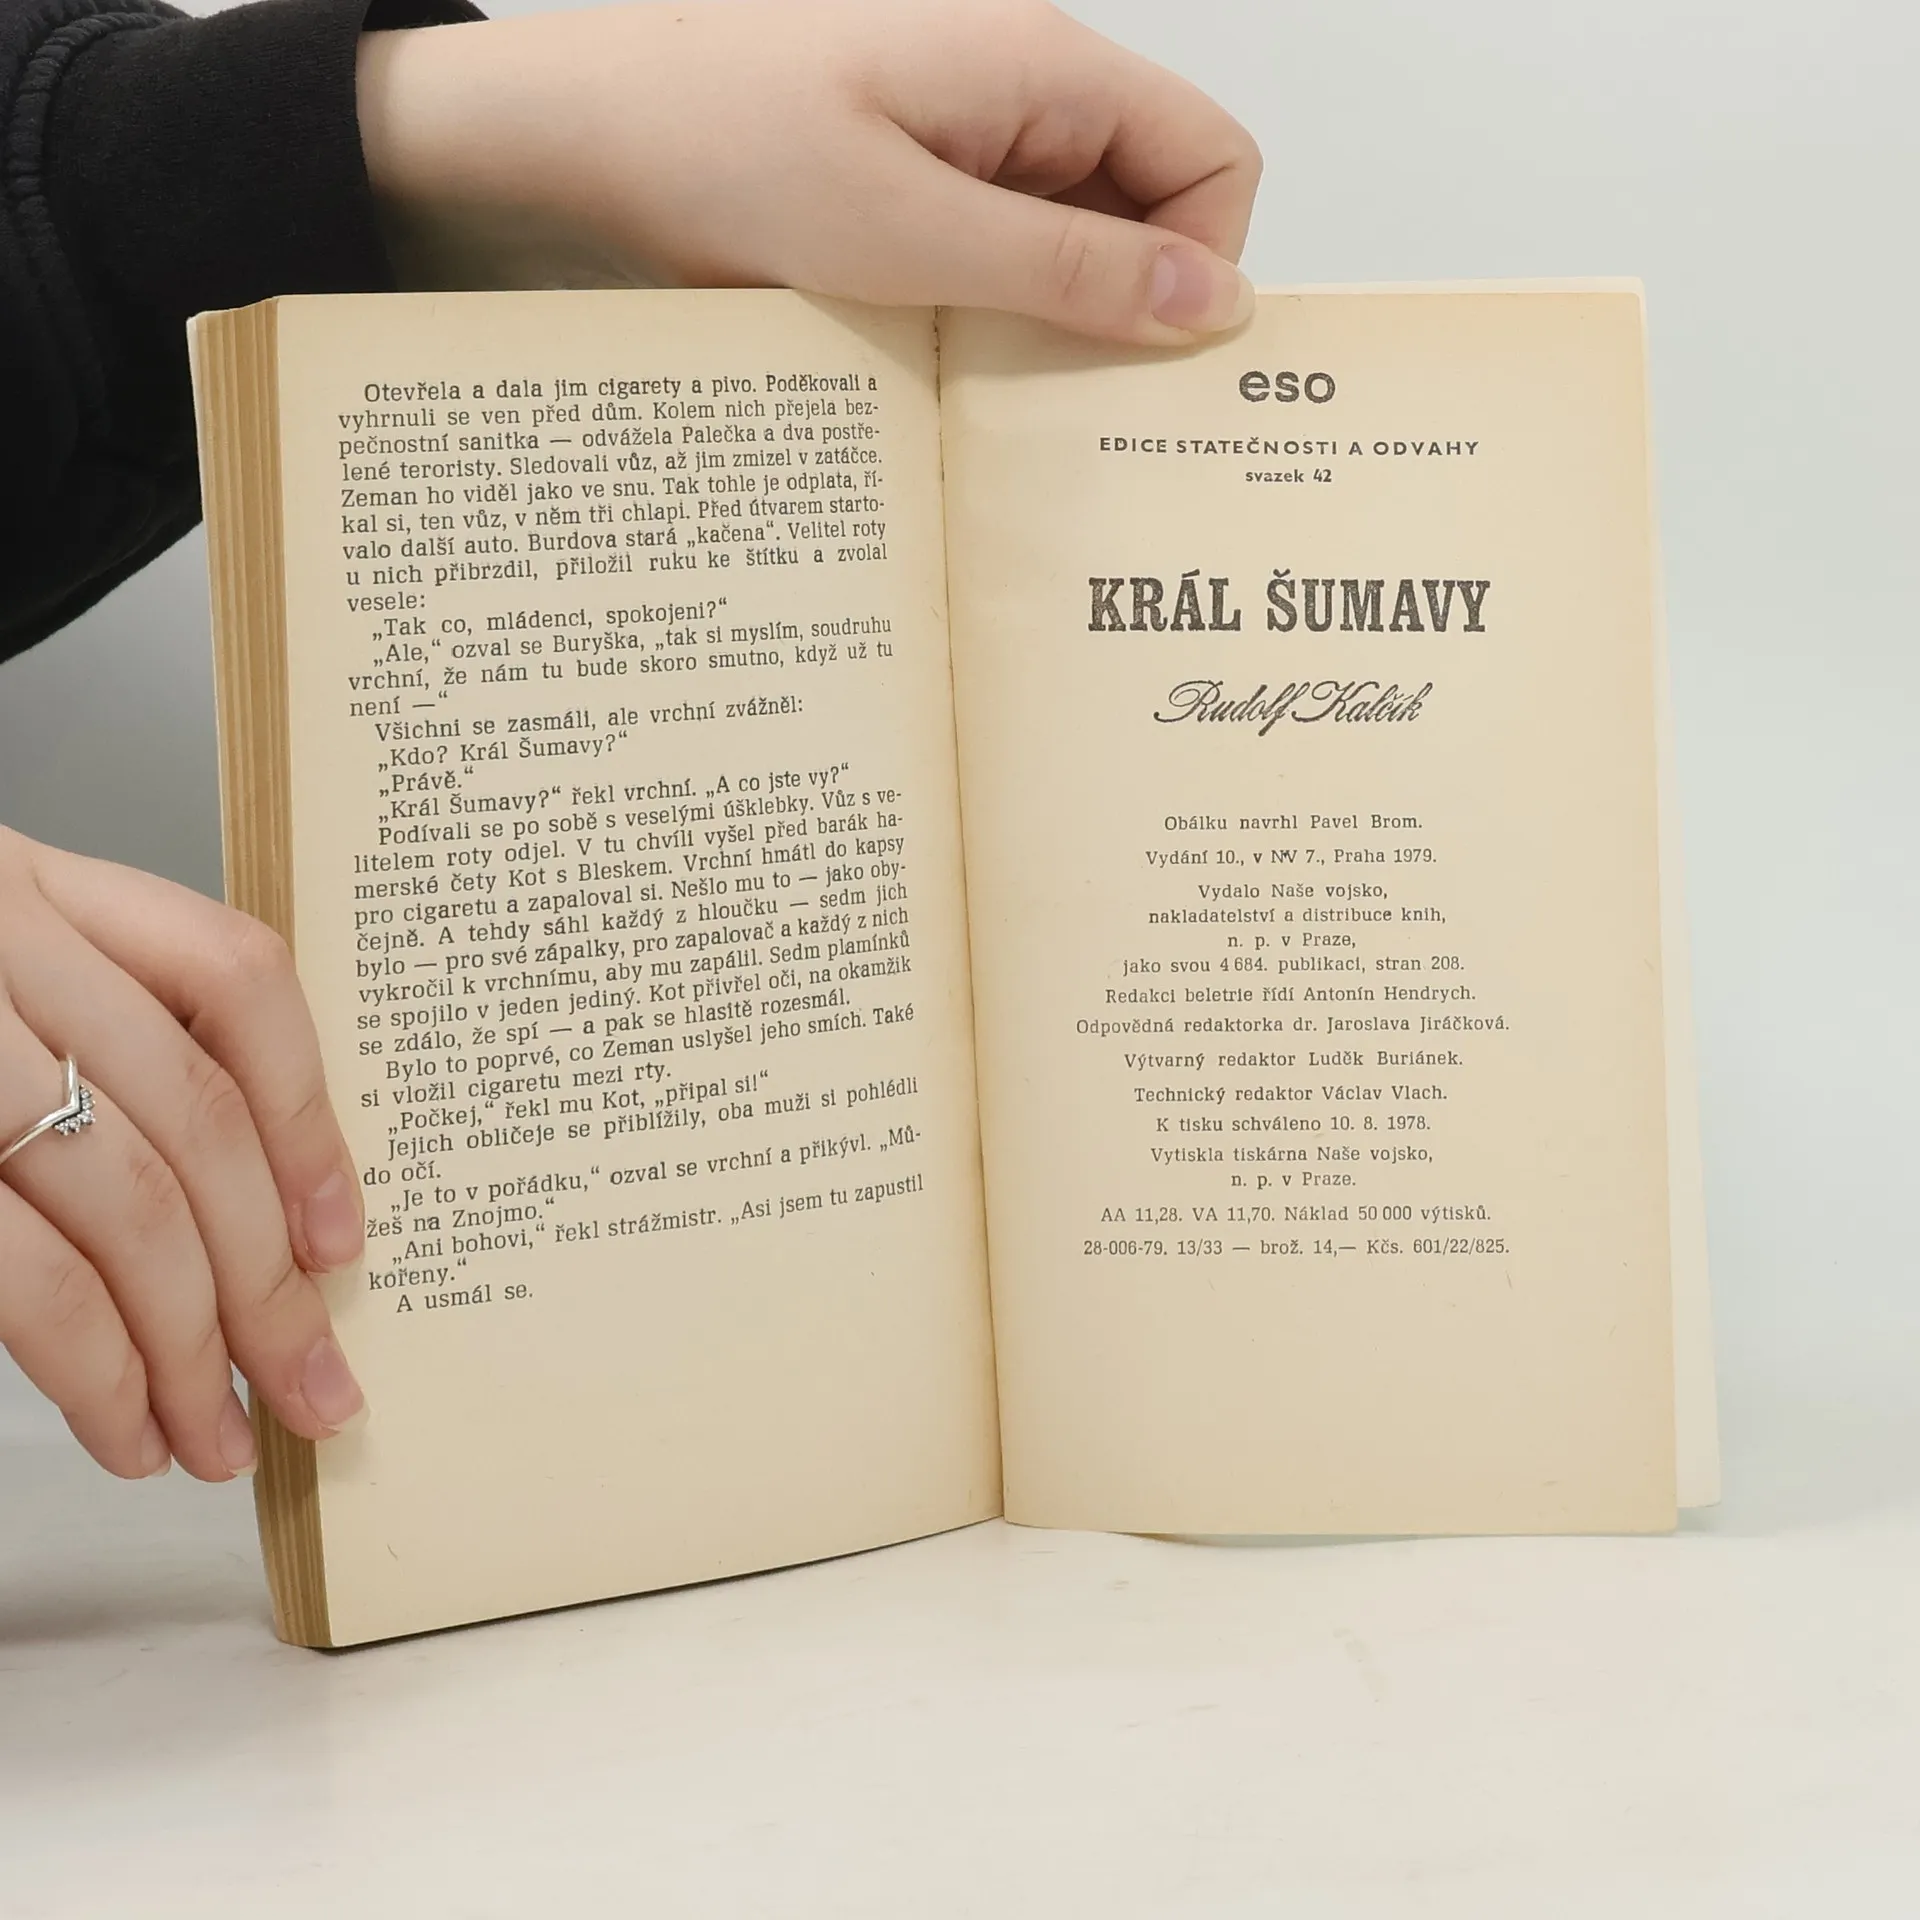 Otevřela a dala jim cigarety a pivo. Poděkovali a
vyhrnuli se ven před dům. Kolem nich přejela bez-
pečnostní sanitka — odvážela Palečka a dva postře-
lené teroristy. Sledovali vůz, až jim zmizel v zatáčce.
Zeman ho viděl jako ve snu. Tak tohle je odplata, ří-
kal si, ten vůz, v něm tři chlapi. Před útvarem starto-
valo další auto. Burdova stará „kačena“. Velitel roty
u nich přibrzdil, přiložil ruku ke štítku a zvolal
vesele:
„Tak co, mládenci, spokojeni?“
„Ale,“ ozval se Buryška, „tak si myslím, soudruhu
vrchní, že nám tu bude skoro smutno, když už tu
není —“
Všichni se zasmáli, ale vrchní zvážněl:
„Kdo? Král Šumavy?“
„Právě.“
„Král Šumavy?“ řekl vrchní. „A co jste vy?“
Podívali se po sobě s veselými úšklebky. Vůz s ve-
litelem roty odjel. V tu chvíli vyšel před barák ha-
merské čety Kot s Bleskem. Vrchní hmátl do kapsy
pro cigaretu a zapaloval si. Nešlo mu to — jako oby-
čejně. A tehdy sáhl každý z hloučku — sedm jich
bylo — pro své zápalky, pro zapalovač a každý z nich
vykročil k vrchnímu, aby mu zapálil. Sedm plamínků
se spojilo v jeden jediný. Kot přivřel oči, na okamžik
se zdálo, že spí — a pak se hlasitě rozesmál.
Bylo to poprvé, co Zeman uslyšel jeho smích. Také
si vložil cigaretu mezi rty.
„Počkej,“ řekl mu Kot, „připal si!“
Jejich obličeje se přiblížily, oba muži si pohlédli
do očí.
„Je to v pořádku,“ ozval se vrchní a přikývl. „Mů-
žeš na Znojmo.“
„Ani bohovi,“ řekl strážmistr. „Asi jsem tu zapustil
kořeny.“
A usmál se.
eso
EDICE STATEČNOSTI A ODVAHY
svazek 42
KRÁL ŠUMAVY
Rudolf Kalčík
Obálku navrhl Pavel Brom.
Vydání 10., v NV 7., Praha 1979.
Vydalo Naše vojsko,
nakladatelství a distribuce knih,
n. p. v Praze,
jako svou 4 684. publikaci, stran 208.
Redakci beletrie řídí Antonín Hendrych.
Odpovědná redaktorka dr. Jaroslava Jiráčková.
Výtvarný redaktor Luděk Buriánek.
Technický redaktor Václav Vlach.
K tisku schváleno 10. 8. 1978.
Vytiskla tiskárna Naše vojsko,
n. p. v Praze.
AA 11,28. VA 11,70. Náklad 50 000 výtisků.
28-006-79. 13/33 — brož. 14,— Kčs. 601/22/825.